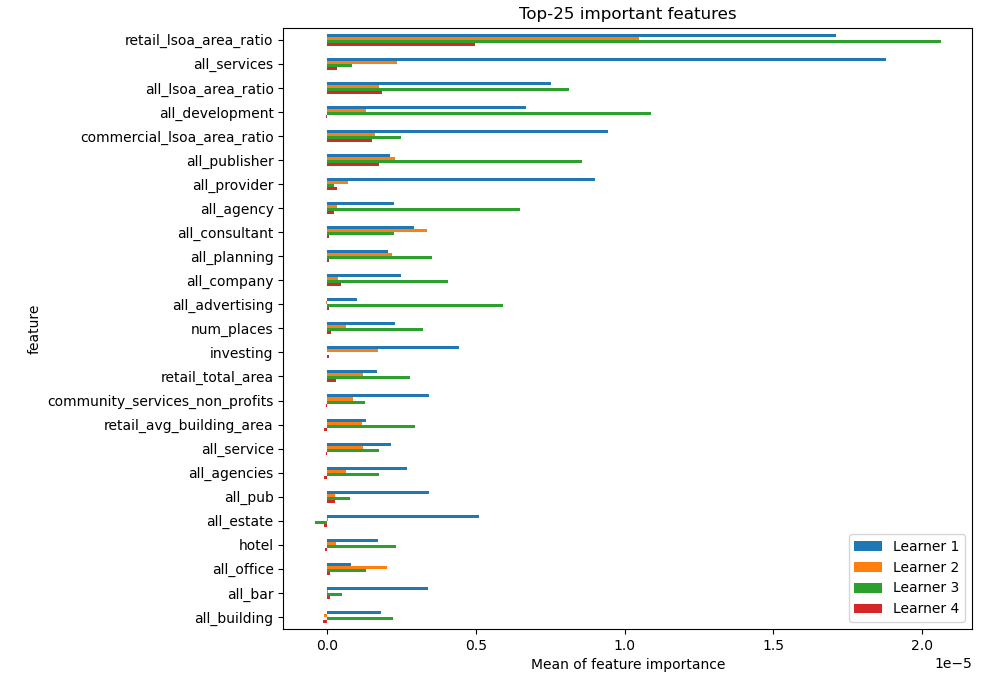 Top-25 important features
retail_lsoa_area_ratio
all_services
all_lsoa_area_ratio
all_development
commercial_lsoa_area_ratio
all_publisher
all_provider
all_agency
all_consultant
all_planning
all_company
all_advertising
num_places
investing
retail_total_area
community_services_non_profits
retail_avg_building_area
all_service
all_agencies
all_pub
all_estate
hotel
all_office
all_bar
all_building
feature
Learner 1
Learner 2
Learner 3
Learner 4
0.0 0.5 1.0 1.5 2.0
1e−5
Mean of feature importance